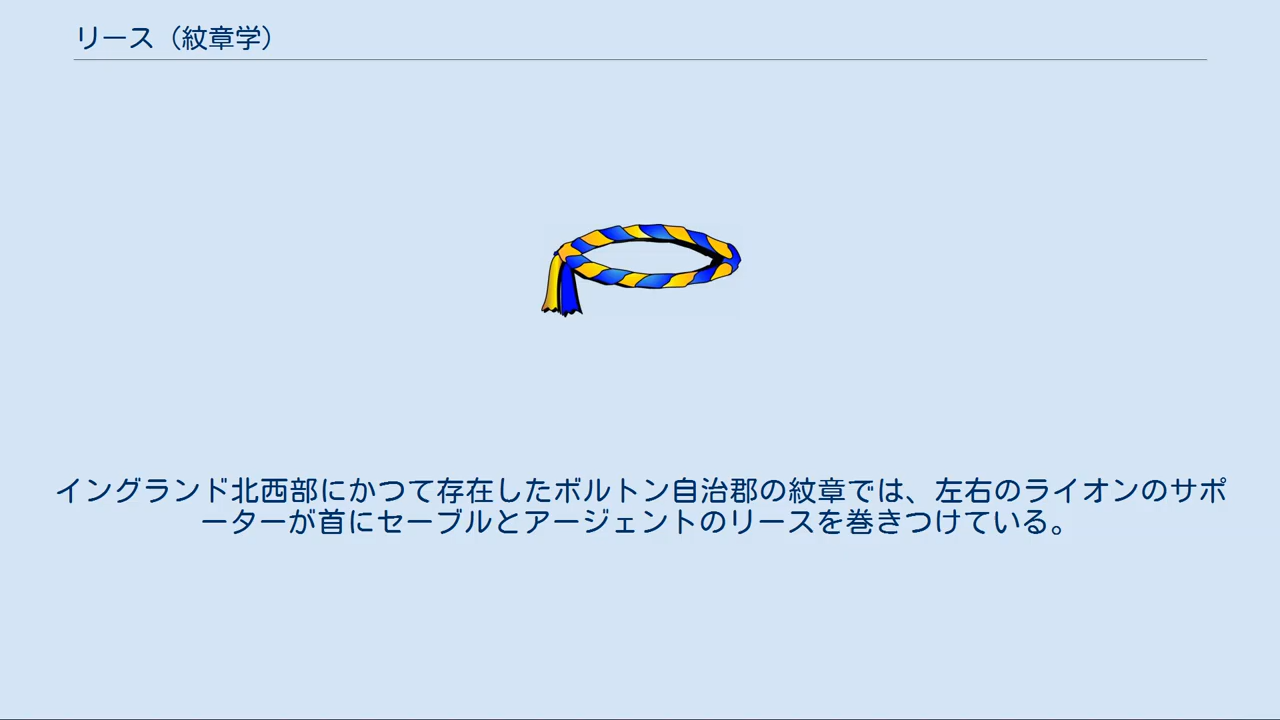 リース（紋章学）
イングランド北西部にかつて存在したボルトン自治郡の紋章では、左右のライオンのサポ
ーターが首にセーブルとアージェントのリースを巻きつけている。